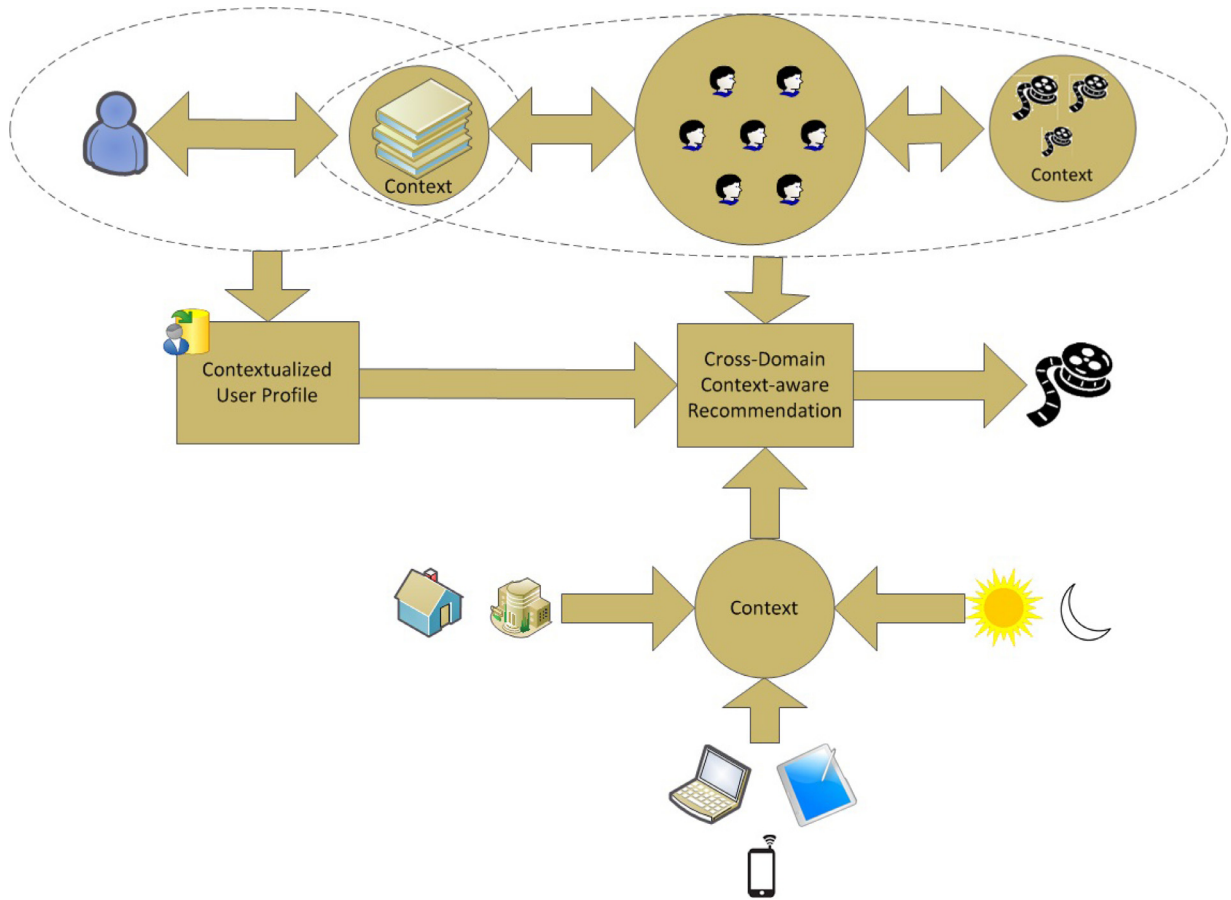 Context
Context
Contextualized
User Profile
Cross-Domain
Context-aware
Recommendation
Context